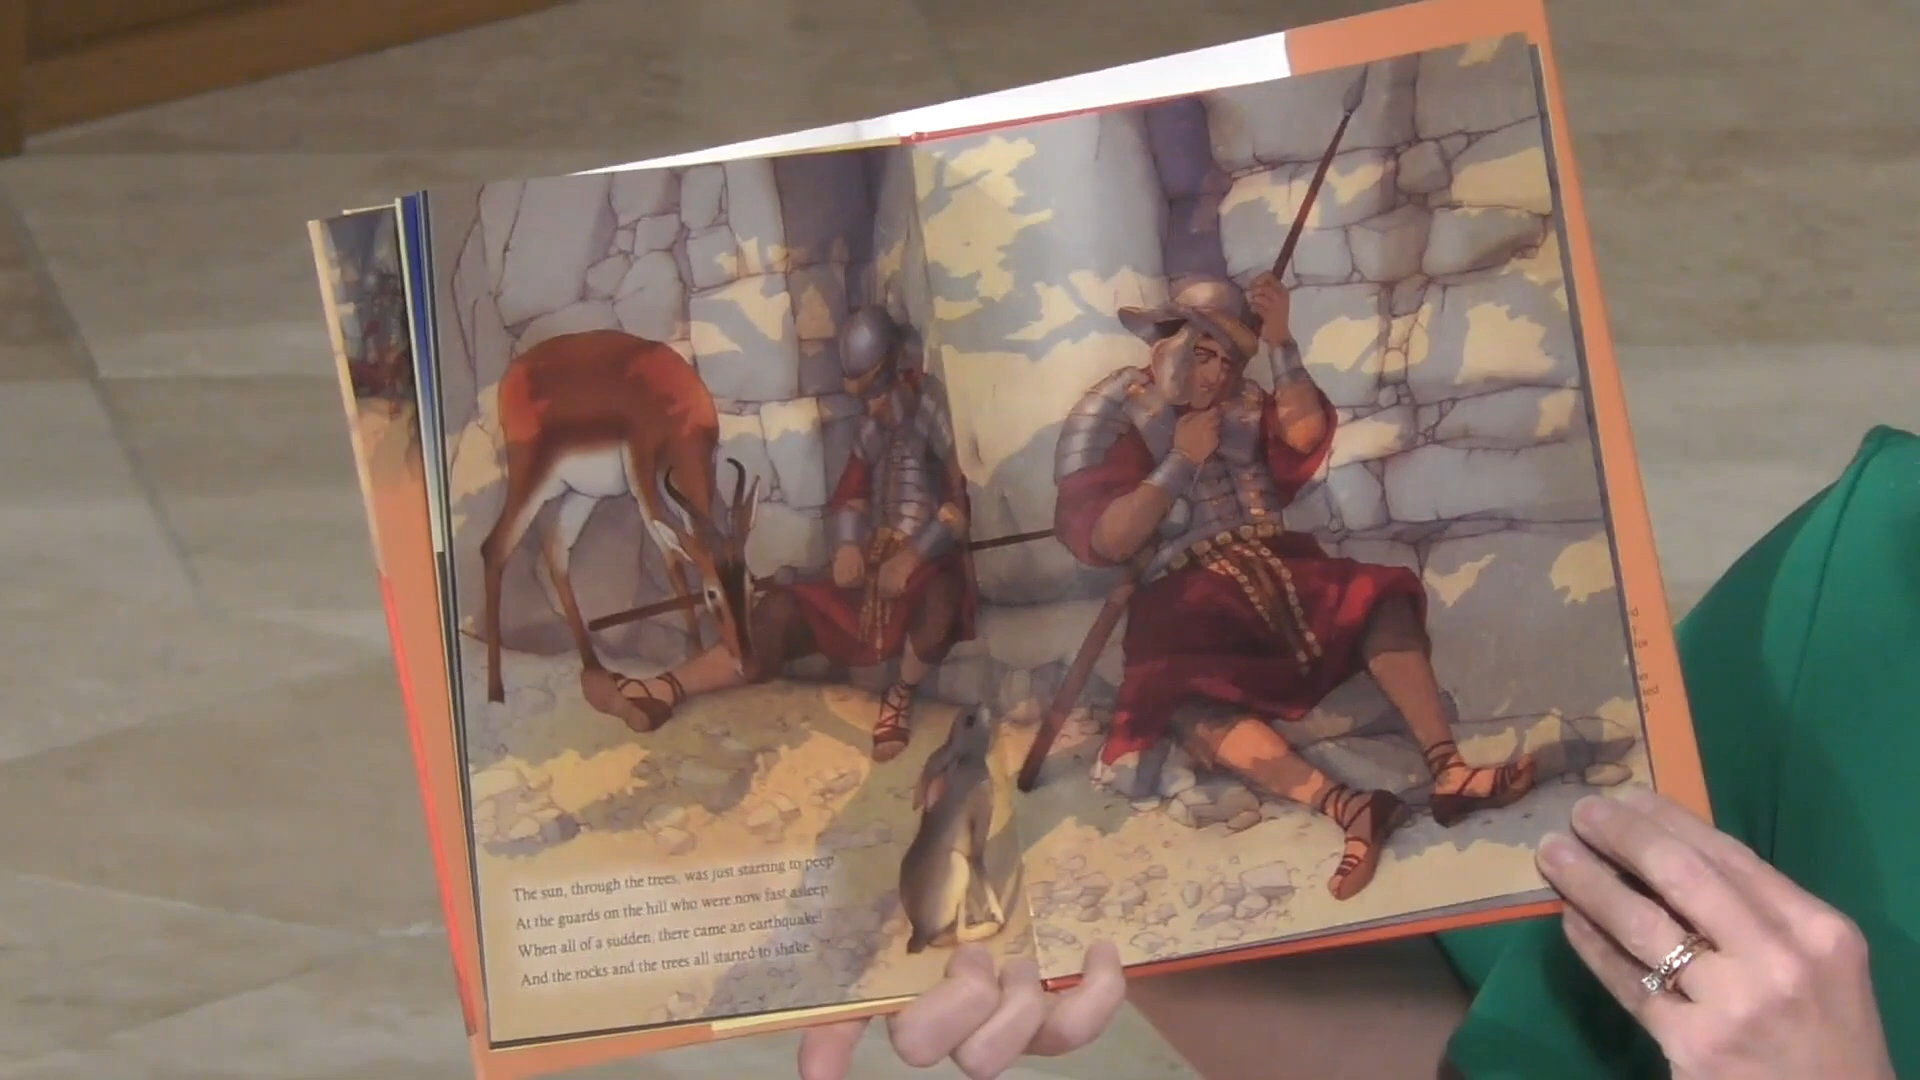 The sun, through the trees, was just starting to peep
At the guards on the hill who were now fast asleep.
When all of a sudden, there came an earthquake!
And the rocks and the trees all started to shake.